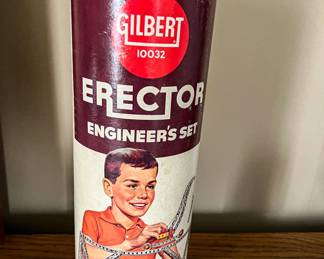 GILBERT
10032
ERECTOR
ENGINEER'S SET